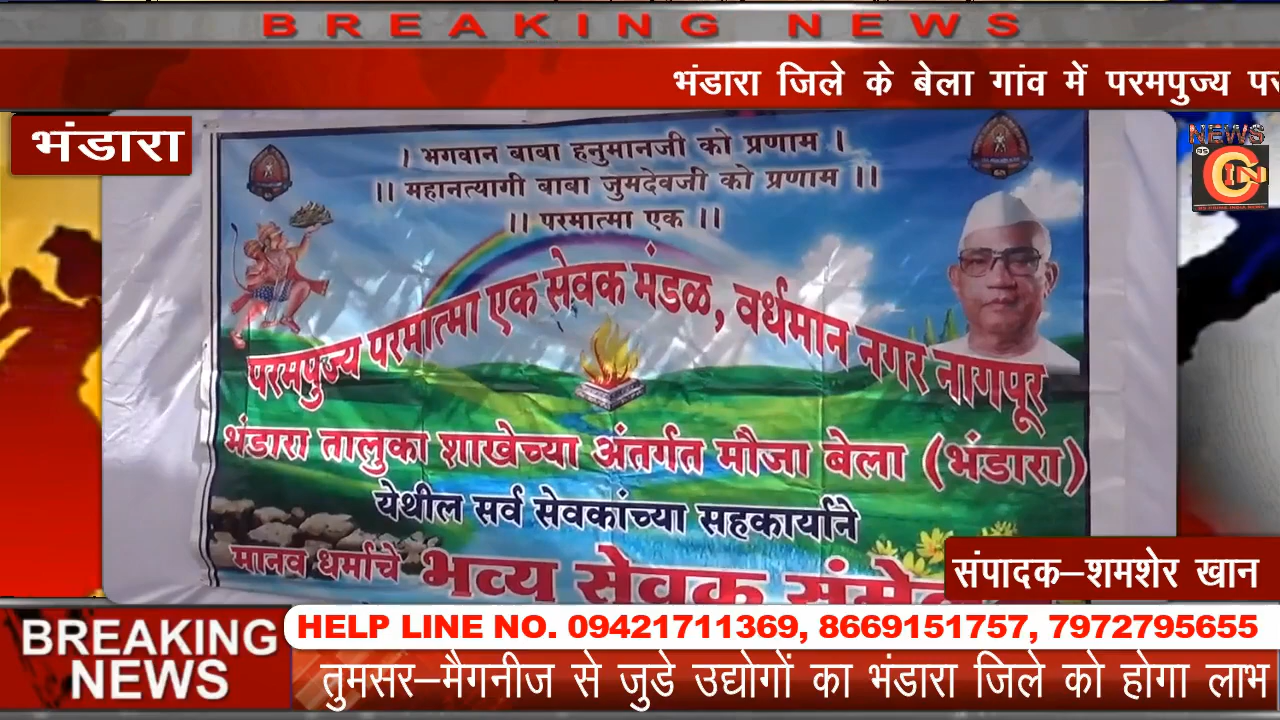 BREAKING NEWS
भंडारा जिले के बेला गांव में परमपुज्य
भंडारा
NEWS
IN
। भगवान बाबा हनुमानजी को प्रणाम ।
।। महानत्यागी बाबा जुमदेवजी को प्रणाम ।।
।। परमात्मा एक ।।
परमपुज्य परमात्मा एक सेवक मंडळ, वर्धमान नगर नागपूर
भंडारा तालुका शाखेच्या अंतर्गत मौजा बेला (भंडारा)
येथील सर्व सेवकांच्या सहकार्याने
मानव धर्माचे भव्य सेवक
संपादक–शमशेर खान
BREAKING NEWS
HELP LINE NO. 09421711369, 8669151757, 7972795655
तुमसर–मैगनीज से जुडे उद्योगों का भंडारा जिले को होगा लाभ